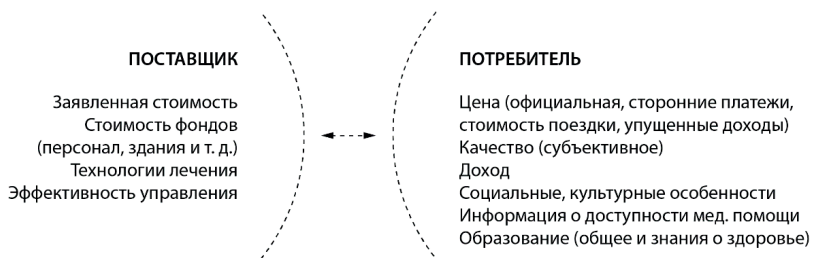 ПОСТАВЩИК
Заявленная стоимость
Стоимость фондов
(персонал, здания и т. д.)
Технологии лечения
Эффективность управления
ПОТРЕБИТЕЛЬ
Цена (официальная, сторонние платежи,
стоимость поездки, упущенные доходы)
Качество (субъективное)
Доход
Социальные, культурные особенности
Информация о доступности мед. помощи
Образование (общее и знания о здоровье)